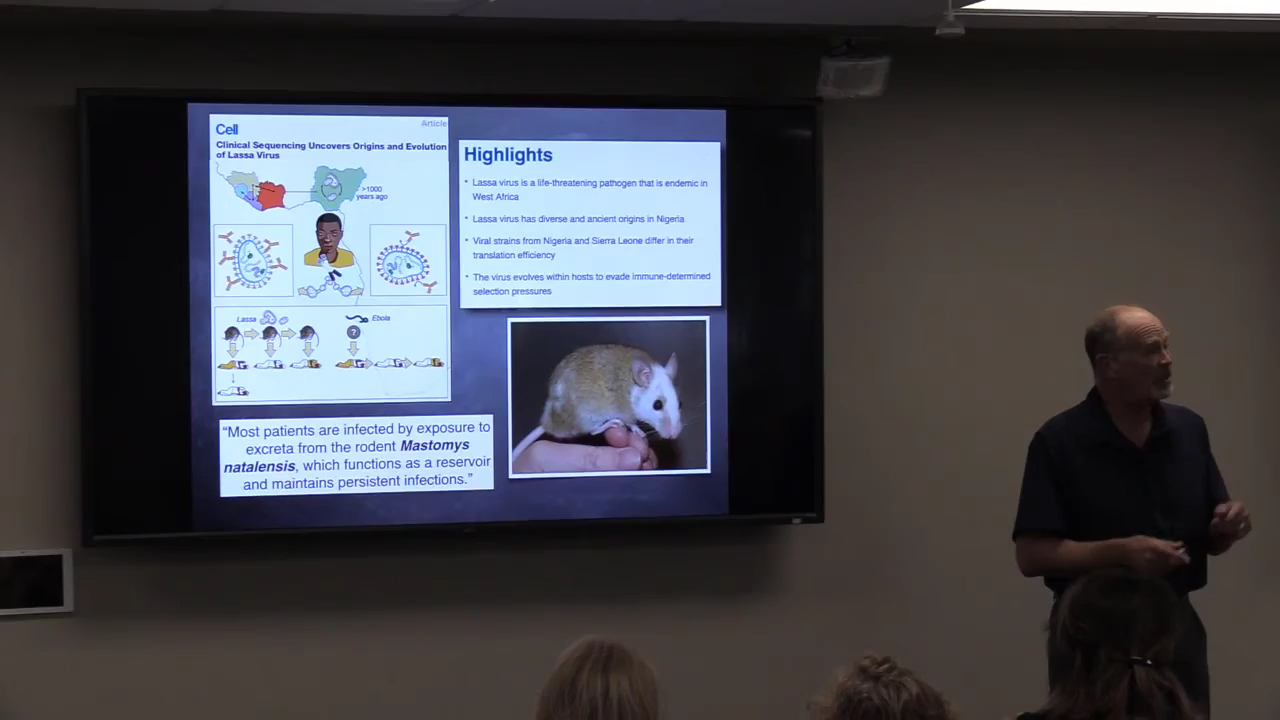 Cell
Article
Clinical Sequencing Uncovers Origins and Evolution
of Lassa Virus
>1000
years ago
Lassa
Ebola
?
Highlights
• Lassa virus is a life-threatening pathogen that is endemic in
West Africa
• Lassa virus has diverse and ancient origins in Nigeria
• Viral strains from Nigeria and Sierra Leone differ in their
translation efficiency
• The virus evolves within hosts to evade immune-determined
selection pressures
“Most patients are infected by exposure to
excreta from the rodent Mastomys
natalensis, which functions as a reservoir
and maintains persistent infections.”